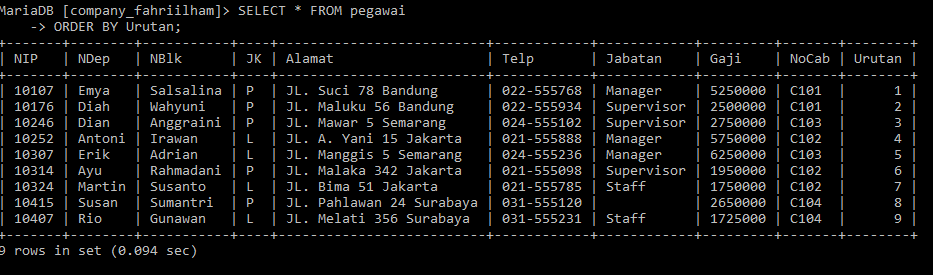 MariaDB [company_fahriilham]> SELECT * FROM pegawai
    -> ORDER BY Urutan;
+-------+--------+-----------+----+------------------------+------------+------------+---------+-------+--------+
| NIP   | NDep   | NBlk      | JK | Alamat                 | Telp       | Jabatan    | Gaji    | NoCab | Urutan |
+-------+--------+-----------+----+------------------------+------------+------------+---------+-------+--------+
| 10107 | Emya   | Salsalina | P  | JL. Suci 78 Bandung    | 022-555768 | Manager    | 5250000 | C101  |      1 |
| 10176 | Diah   | Wahyuni   | P  | JL. Maluku 56 Bandung  | 022-555934 | Supervisor | 2500000 | C101  |      2 |
| 10246 | Dian   | Anggraini | P  | JL. Mawar 5 Semarang   | 024-555102 | Supervisor | 2750000 | C103  |      3 |
| 10252 | Antoni | Irawan    | L  | JL. A. Yani 15 Jakarta | 021-555888 | Manager    | 5750000 | C102  |      4 |
| 10307 | Erik   | Adrian    | L  | JL. Manggis 5 Semarang | 024-555236 | Manager    | 6250000 | C103  |      5 |
| 10314 | Ayu    | Rahmadani | P  | JL. Malaka 342 Jakarta | 021-555098 | Supervisor | 1950000 | C102  |      6 |
| 10324 | Martin | Susanto   | L  | JL. Bima 51 Jakarta    | 021-555785 | Staff      | 1750000 | C102  |      7 |
| 10415 | Susan  | Sumantri  | P  | JL. Pahlawan 24 Surabaya | 031-555120 |            | 2650000 | C104  |      8 |
| 10407 | Rio    | Gunawan   | L  | JL. Melati 356 Surabaya | 031-555231 | Staff      | 1725000 | C104  |      9 |
+-------+--------+-----------+----+------------------------+------------+------------+---------+-------+--------+
9 rows in set (0.094 sec)